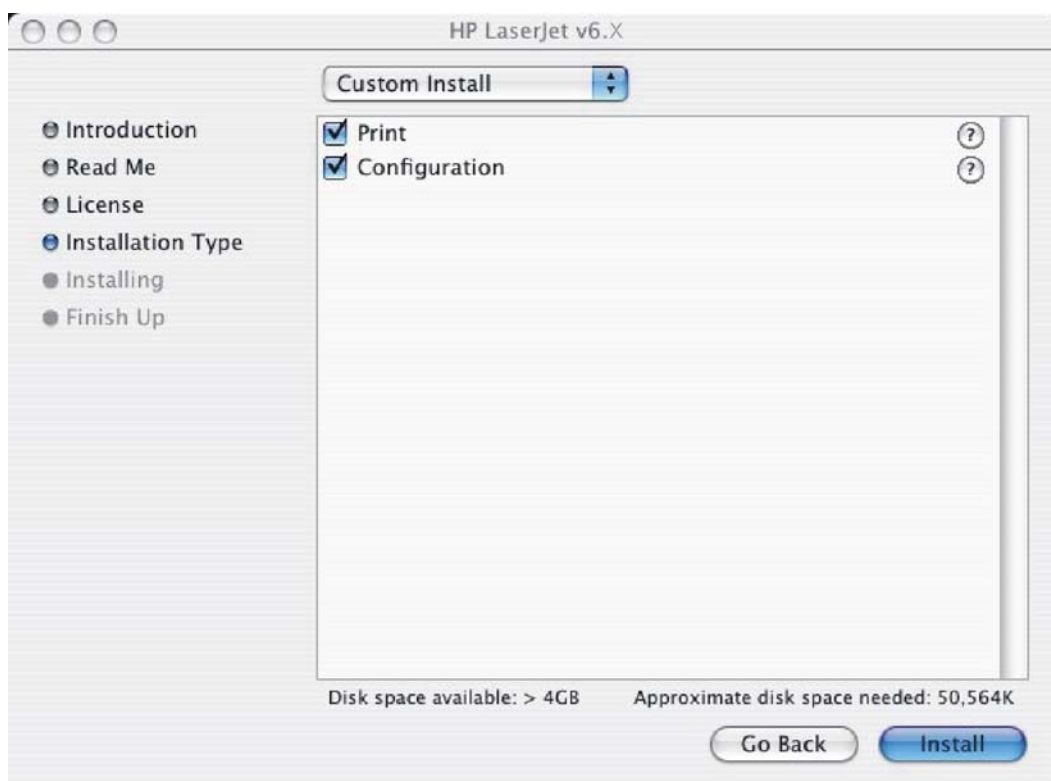 HP LaserJet v6.X
Custom Install
Introduction
Read Me
License
Installation Type
Installing
Finish Up
Print ?
Configuration ?
Disk space available: > 4GB Approximate disk space needed: 50,564K
Go Back Install